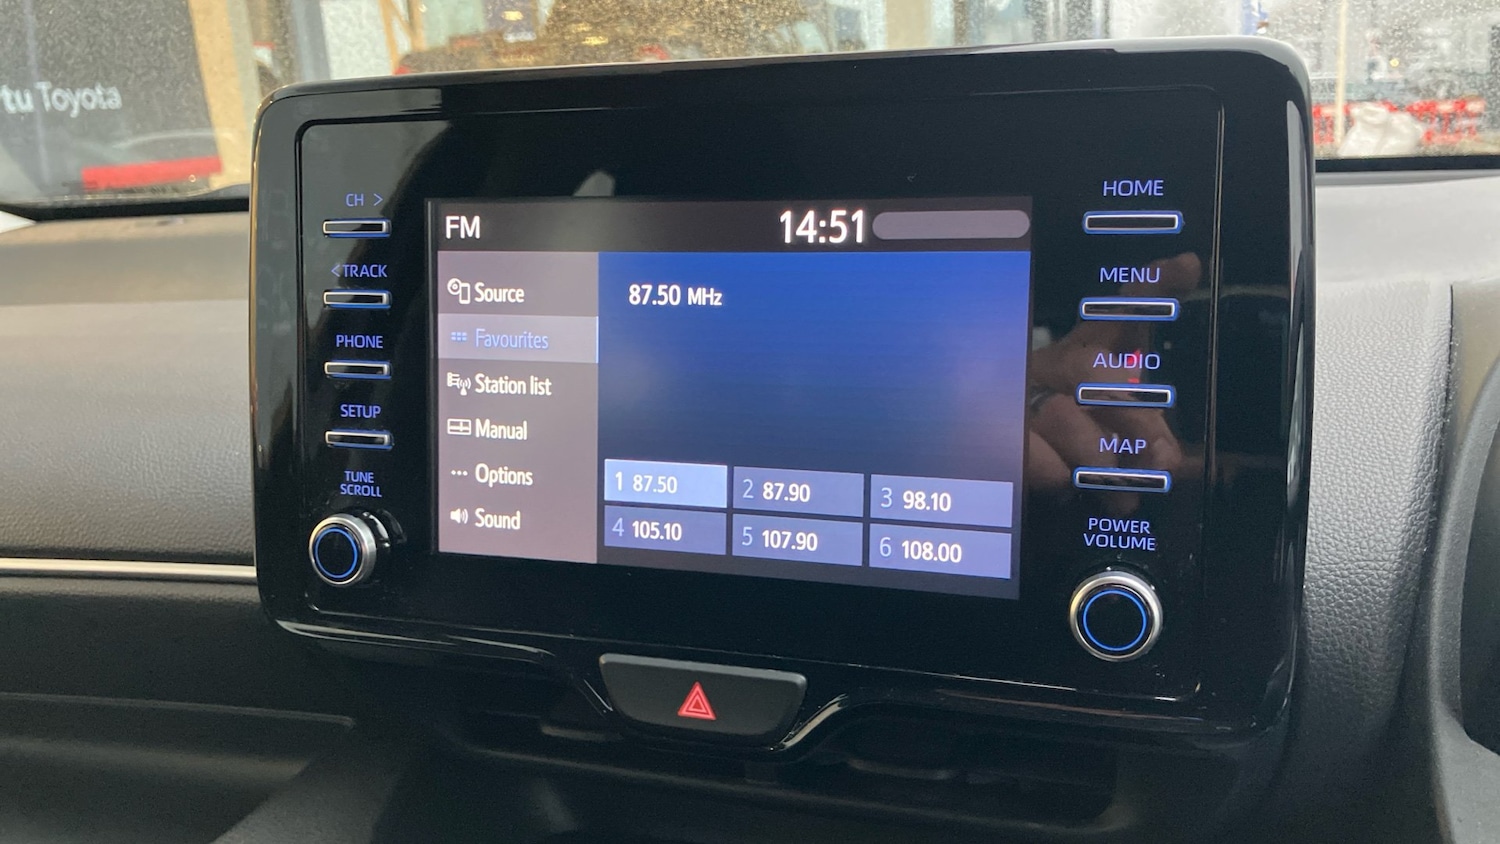 tu Toyota
CH >
< TRACK
PHONE
SETUP
TUNE
SCROLL
FM
14:51
Source
Favourites
Station list
Manual
Options
Sound
87.50 MHz
1 87.50
2 87.90
3 98.10
4 105.10
5 107.90
6 108.00
HOME
MENU
AUDIO
MAP
POWER
VOLUME